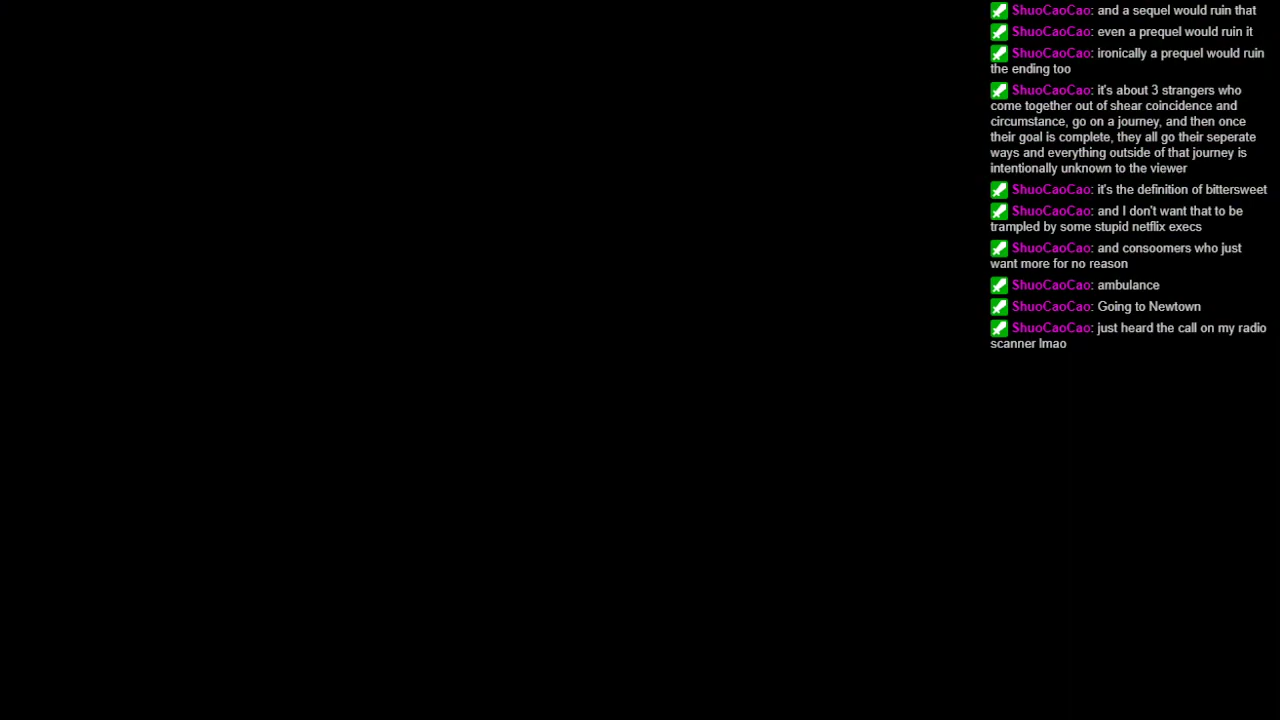 ShuoCaoCao: and a sequel would ruin that
ShuoCaoCao: even a prequel would ruin it
ShuoCaoCao: ironically a prequel would ruin
the ending too
ShuoCaoCao: it's about 3 strangers who
come together out of shear coincidence and
circumstance, go on a journey, and then once
their goal is complete, they all go their seperate
ways and everything outside of that journey is
intentionally unknown to the viewer
ShuoCaoCao: it's the definition of bittersweet
ShuoCaoCao: and I don't want that to be
trampled by some stupid netflix execs
ShuoCaoCao: and consoomers who just
want more for no reason
ShuoCaoCao: ambulance
ShuoCaoCao: Going to Newtown
ShuoCaoCao: just heard the call on my radio
scanner lmao